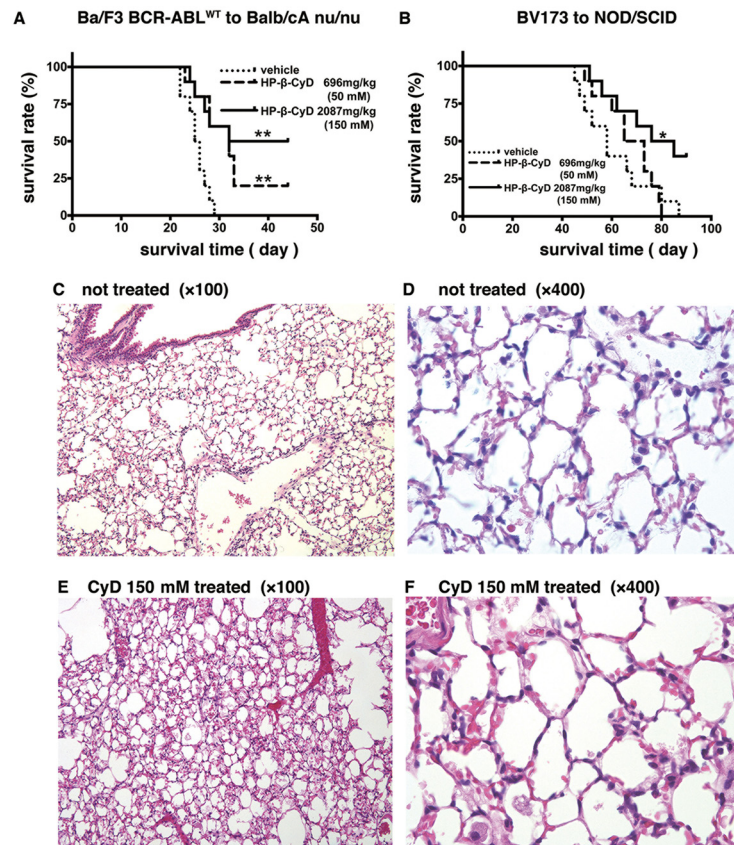 A Ba/F3 BCR-ABLWT to Balb/cA nu/nu
survival rate (%)
100
75
50
25
0
vehicle
HP-β-CyD 696mg/kg
(50 mM)
HP-β-CyD 2087mg/kg
(150 mM)
**
**
0 10 20 30 40 50
survival time ( day )
B BV173 to NOD/SCID
survival rate (%)
100
75
50
25
0
*
vehicle
HP-β-CyD 696mg/kg
(50 mM)
HP-β-CyD 2087mg/kg
(150 mM)
0 20 40 60 80 100
survival time ( day )
C not treated (×100)
D not treated (×400)
E CyD 150 mM treated (×100)
F CyD 150 mM treated (×400)